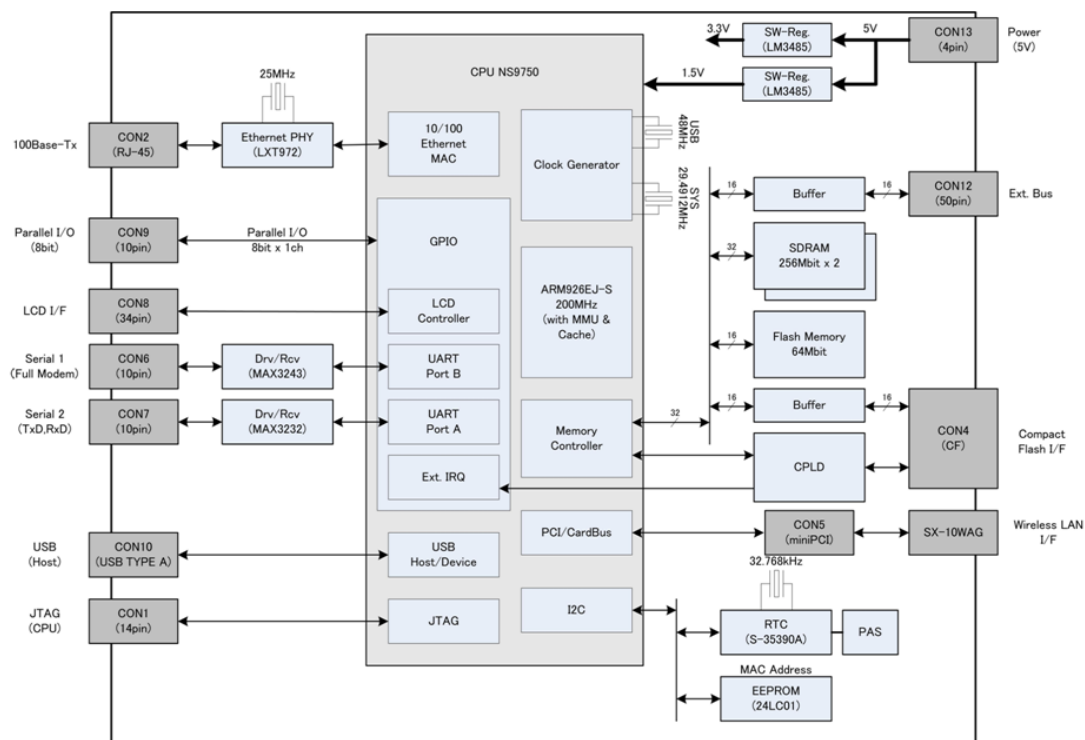 CPU NS9750
3.3V
SW-Reg.
(LM3485)
5V
CON13
(4pin)
Power
(5V)
1.5V
SW-Reg.
(LM3485)
25MHz
100Base-Tx
CON2
(RJ-45)
Ethernet PHY
(LXT972)
10/100
Ethernet
MAC
Clock Generator
USB
48MHz
SYS
29.4912MHz
16
Buffer
16
CON12
(50pin)
Ext. Bus
Parallel I/O
(8bit)
CON9
(10pin)
Parallel I/O
8bit x 1ch
GPIO
32
SDRAM
256Mbit x 2
LCD I/F
CON8
(34pin)
LCD
Controller
ARM926EJ-S
200MHz
(with MMU &
Cache)
16
Flash Memory
64Mbit
Serial 1
(Full Modem)
CON6
(10pin)
Drv/Rcv
(MAX3243)
UART
Port B
Serial 2
(TxD,RxD)
CON7
(10pin)
Drv/Rcv
(MAX3232)
UART
Port A
Memory
Controller
32
16
Buffer
16
CON4
(CF)
Compact
Flash I/F
CPLD
Ext. IRQ
USB
(Host)
CON10
(USB TYPE A)
USB
Host/Device
PCI/CardBus
CON5
(miniPCI)
SX-10WAG
Wireless LAN
I/F
JTAG
(CPU)
CON1
(14pin)
JTAG
I2C
32.768kHz
RTC
(S-35390A)
PAS
MAC Address
EEPROM
(24LC01)